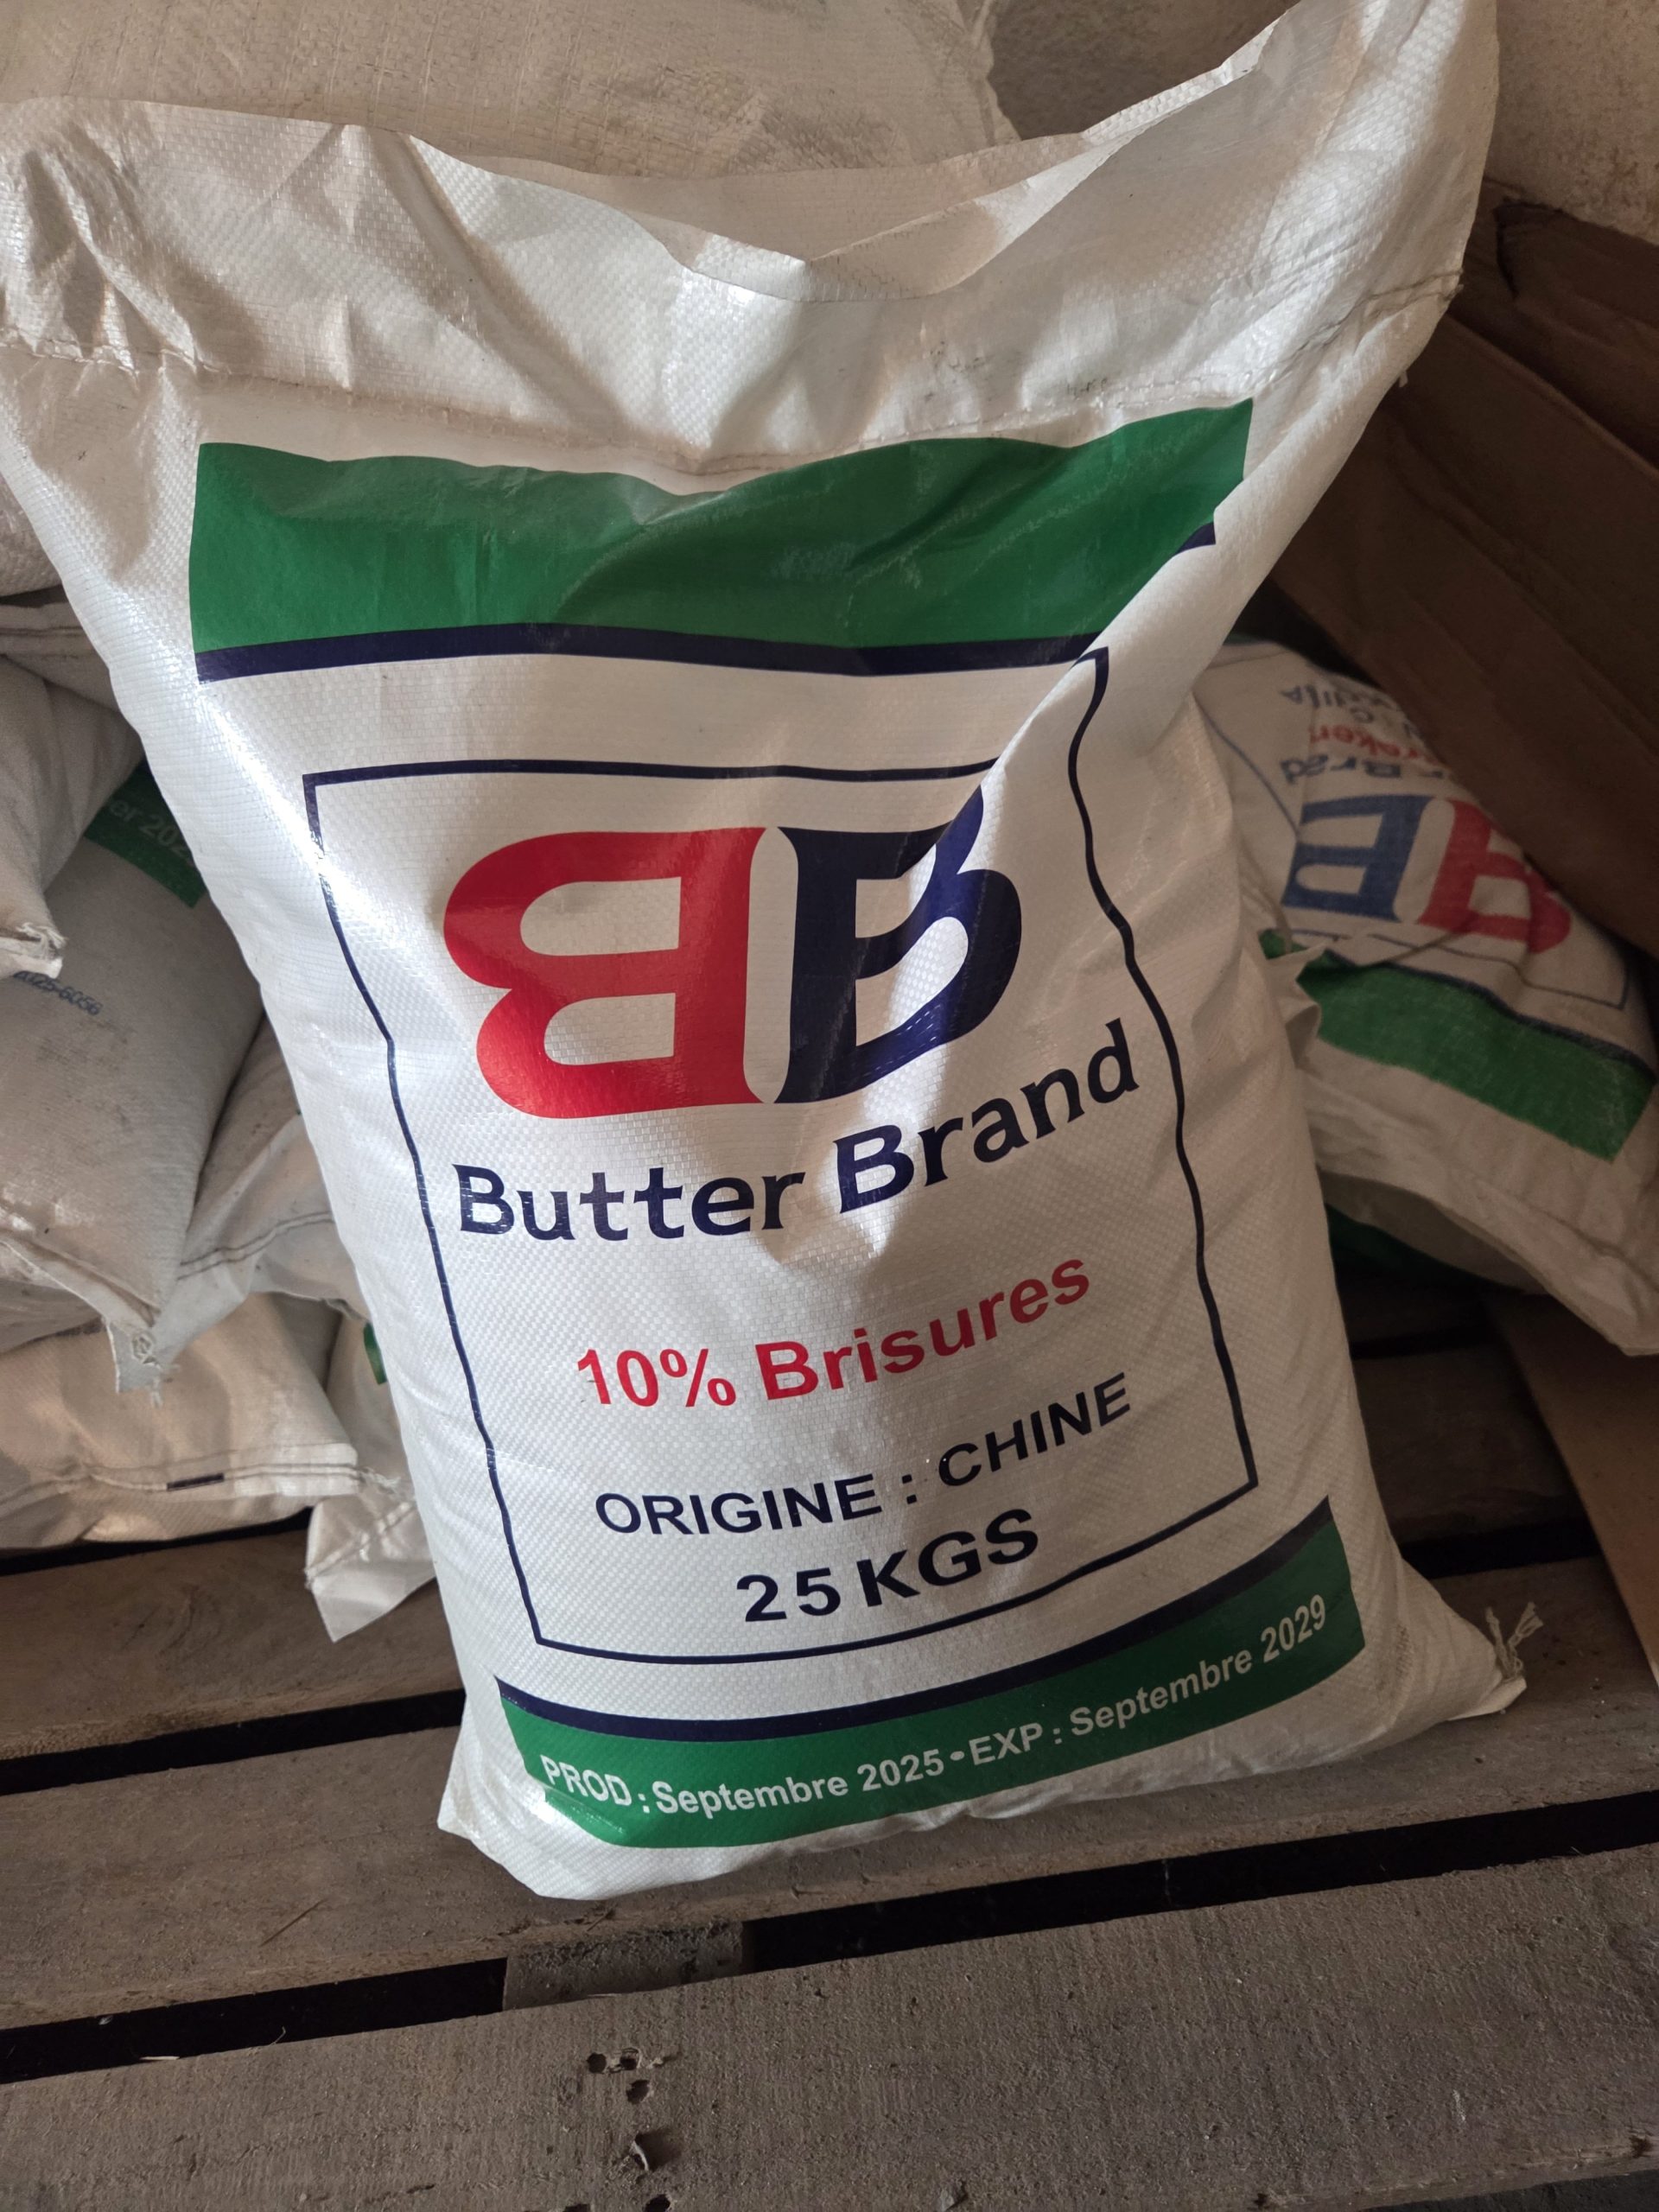 BB
Butter Brand
10% Brisures
ORIGINE : CHINE
25 KGS
PROD : Septembre 2025 • EXP : Septembre 2029